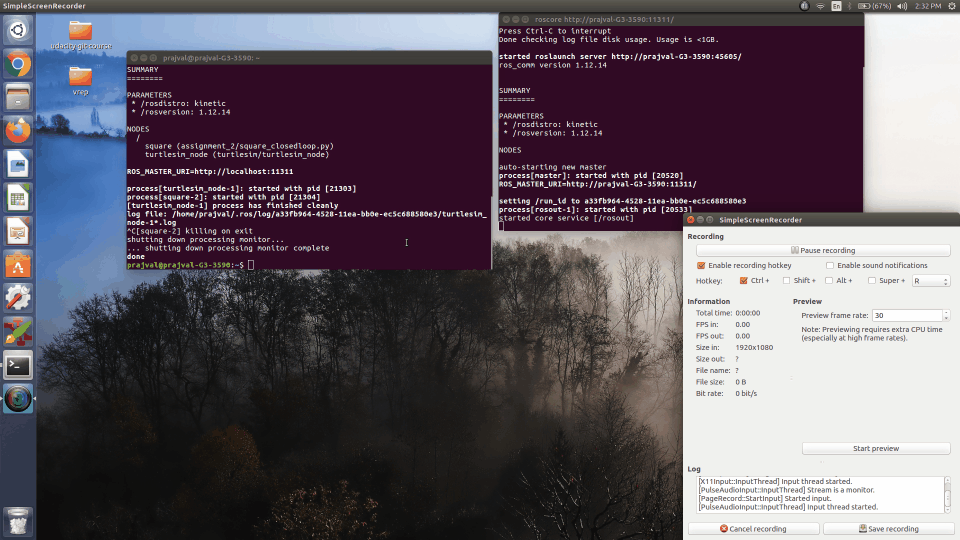 SimpleScreenRecorder
En
(67%)
2:32 PM
udacity git course
vrep
prajval@prajval-G3-3590: ~
SUMMARY
========
PARAMETERS
* /rosdistro: kinetic
* /rosversion: 1.12.14
NODES
/
square (assignment_2/square_closedloop.py)
turtlesim_node (turtlesim/turtlesim_node)
ROS_MASTER_URI=http://localhost:11311
process[turtlesim_node-1]: started with pid [21303]
process[square-2]: started with pid [21304]
[turtlesim_node-1] process has finished cleanly
log file: /home/prajval/.ros/log/a33fb964-4528-11ea-bb0e-ec5c688580e3/turtlesim_
node-1*.log
^C[square-2] killing on exit
shutting down processing monitor...
... shutting down processing monitor complete
done
prajval@prajval-G3-3590:~$
roscore http://prajval-G3-3590:11311/
Press Ctrl-C to interrupt
Done checking log file disk usage. Usage is <1GB.
started roslaunch server http://prajval-G3-3590:45605/
ros_comm version 1.12.14
SUMMARY
========
PARAMETERS
* /rosdistro: kinetic
* /rosversion: 1.12.14
NODES
auto-starting new master
process[master]: started with pid [20520]
ROS_MASTER_URI=http://prajval-G3-3590:11311/
setting /run_id to a33fb964-4528-11ea-bb0e-ec5c688580e3
process[rosout-1]: started with pid [20533]
started core service [/rosout]
SimpleScreenRecorder
Recording
Pause recording
Enable recording hotkey
Enable sound notifications
Hotkey:
Ctrl +
Shift +
Alt +
Super +
R
Information
Total time: 0:00:00
FPS in: 0.00
FPS out: 0.00
Size in: 1920x1080
Size out: ?
File name: ?
File size: 0 B
Bit rate: 0 bit/s
Preview
Preview frame rate: 30
Note: Previewing requires extra CPU time
(especially at high frame rates).
Start preview
Log
[X11Input::InputThread] Input thread started.
[PulseAudioInput::InputThread] Stream is a monitor.
[PageRecord::StartInput] Started input.
[PulseAudioInput::InputThread] Input thread started.
Cancel recording
Save recording